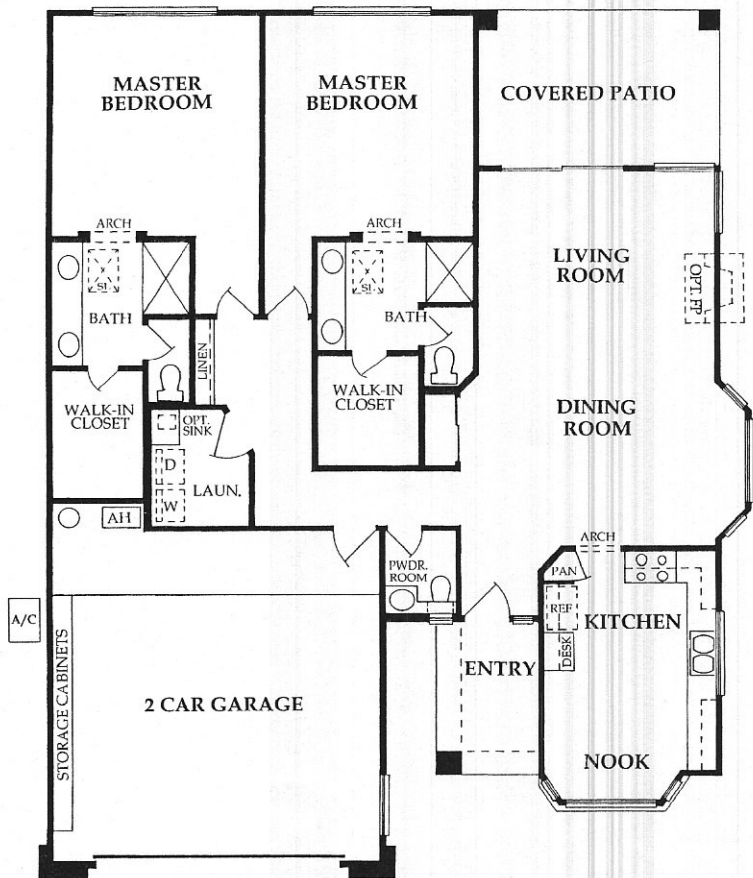 MASTER
BEDROOM
MASTER
BEDROOM
COVERED PATIO
ARCH
ARCH
LIVING
ROOM
OPT. FP
BATH
BATH
LINEN
WALK-IN
CLOSET
WALK-IN
CLOSET
DINING
ROOM
OPT.
SINK
D
LAUN.
W
AH
ARCH
PWDR.
ROOM
PAN
REF
KITCHEN
A/C
DESK
ENTRY
STORAGE CABINETS
2 CAR GARAGE
NOOK